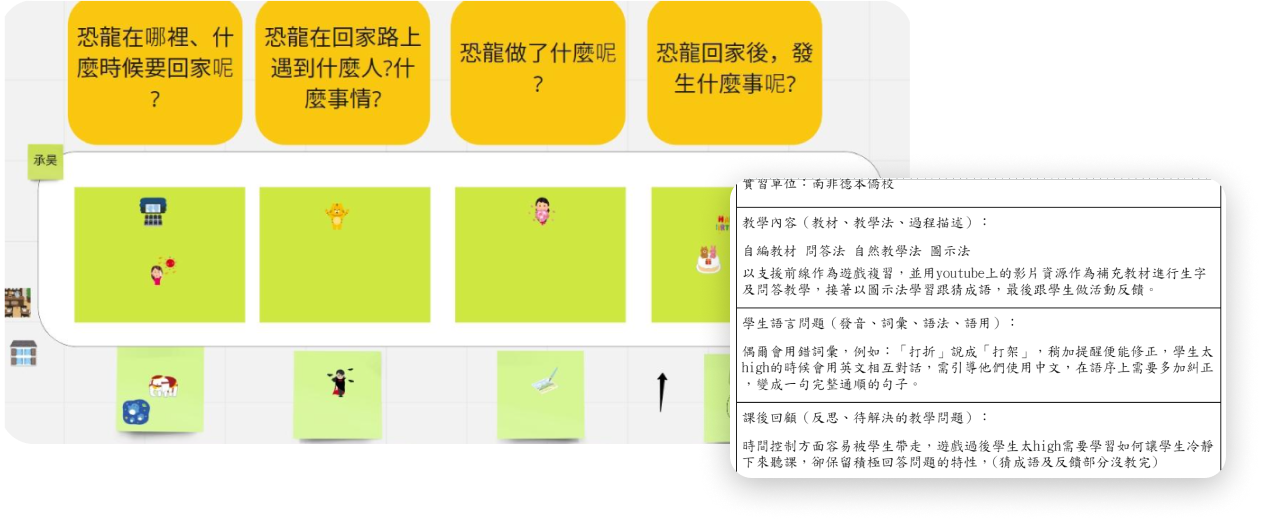 恐龍在哪裡、什
麼時候要回家呢
?
恐龍在回家路上
遇到什麼人?什
麼事情?
恐龍做了什麼呢
?
恐龍回家後，發
生什麼事呢?
承昊
實習單位：南非德本僑校
教學內容（教材、教學法、過程描述）：
自編教材 問答法 自然教學法 圖示法
以支援前線作為遊戲複習，並用youtube上的影片資源作為補充教材進行生字
及問答教學，接著以圖示法學習跟猜成語，最後跟學生做活動反饋。
學生語言問題（發音、詞彙、語法、語用）：
偶爾會用錯詞彙，例如：「打折」說成「打架」，稍加提醒便能修正，學生太
high的時候會用英文相互對話，需引導他們使用中文，在語序上需要多加糾正
，變成一句完整通順的句子。
課後回顧（反思、待解決的教學問題）：
時間控制方面容易被學生帶走，遊戲過後學生太high需要學習如何讓學生冷靜
下來聽課，卻保留積極回答問題的特性，(猜成語及反饋部分沒教完)